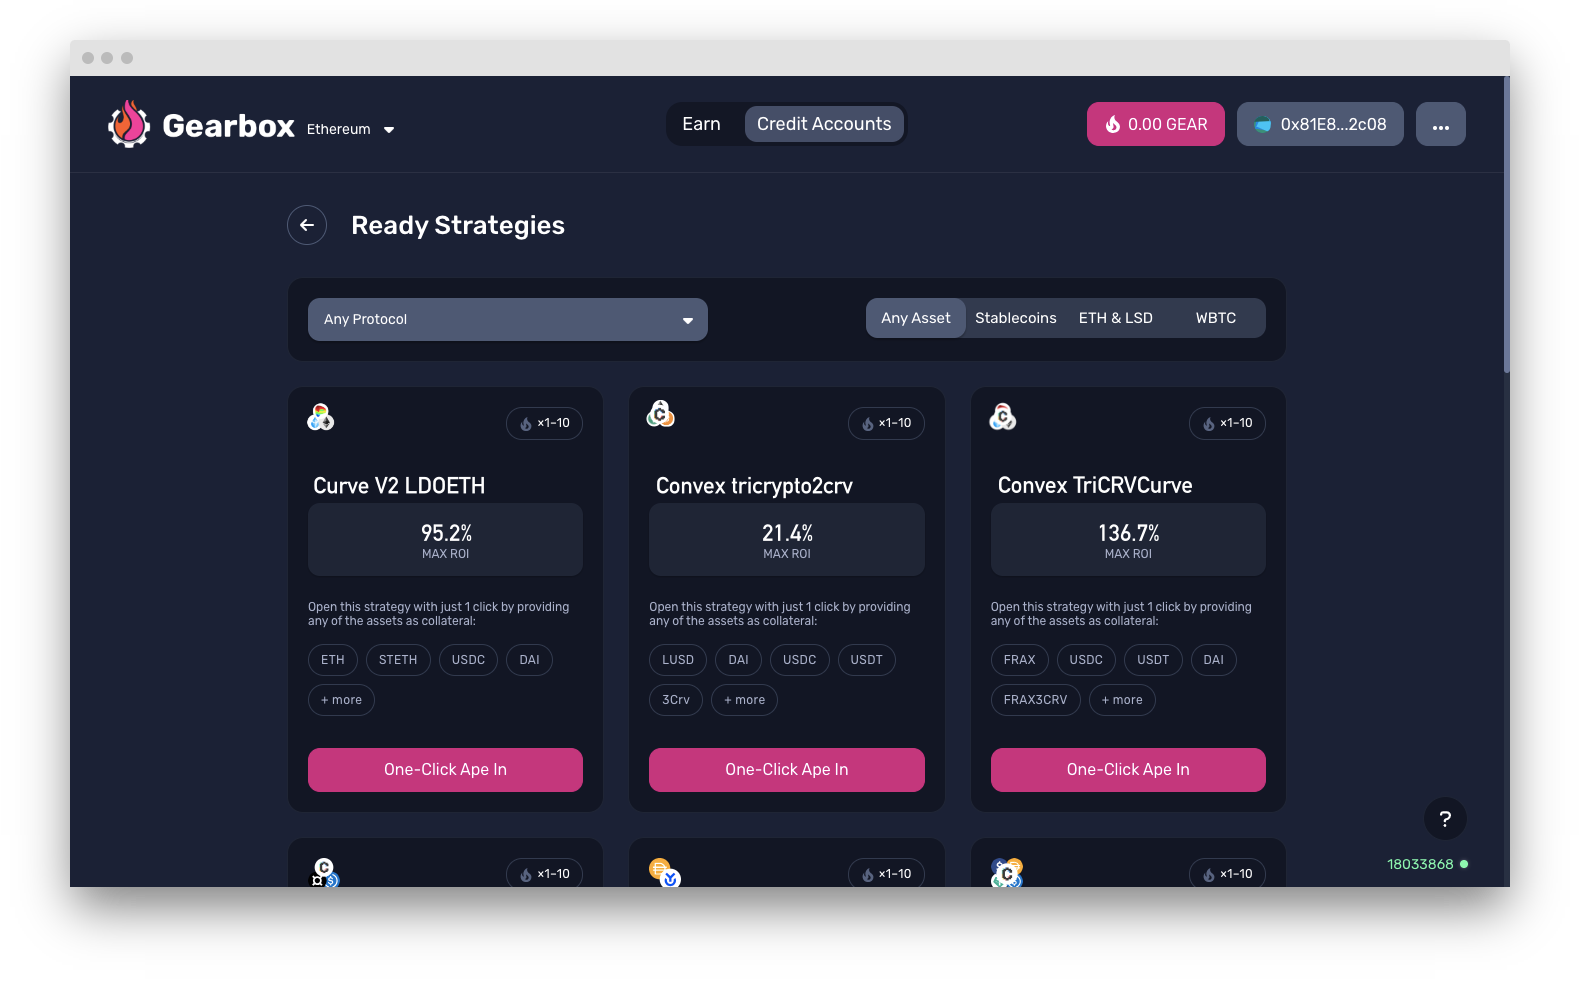 Gearbox Ethereum
Earn Credit Accounts
0.00 GEAR 0x81E8...2c08 ...
Ready Strategies
Any Protocol
Any Asset Stablecoins ETH & LSD WBTC
×1-10
Curve V2 LDOETH
95.2%
MAX ROI
Open this strategy with just 1 click by providing
any of the assets as collateral:
ETH STETH USDC DAI
+ more
One-Click Ape In
×1-10
Convex tricrypto2crv
21.4%
MAX ROI
Open this strategy with just 1 click by providing
any of the assets as collateral:
LUSD DAI USDC USDT
3Crv + more
One-Click Ape In
×1-10
Convex TriCRVCurve
136.7%
MAX ROI
Open this strategy with just 1 click by providing
any of the assets as collateral:
FRAX USDC USDT DAI
FRAX3CRV + more
One-Click Ape In
×1-10
×1-10
×1-10
?
18033868